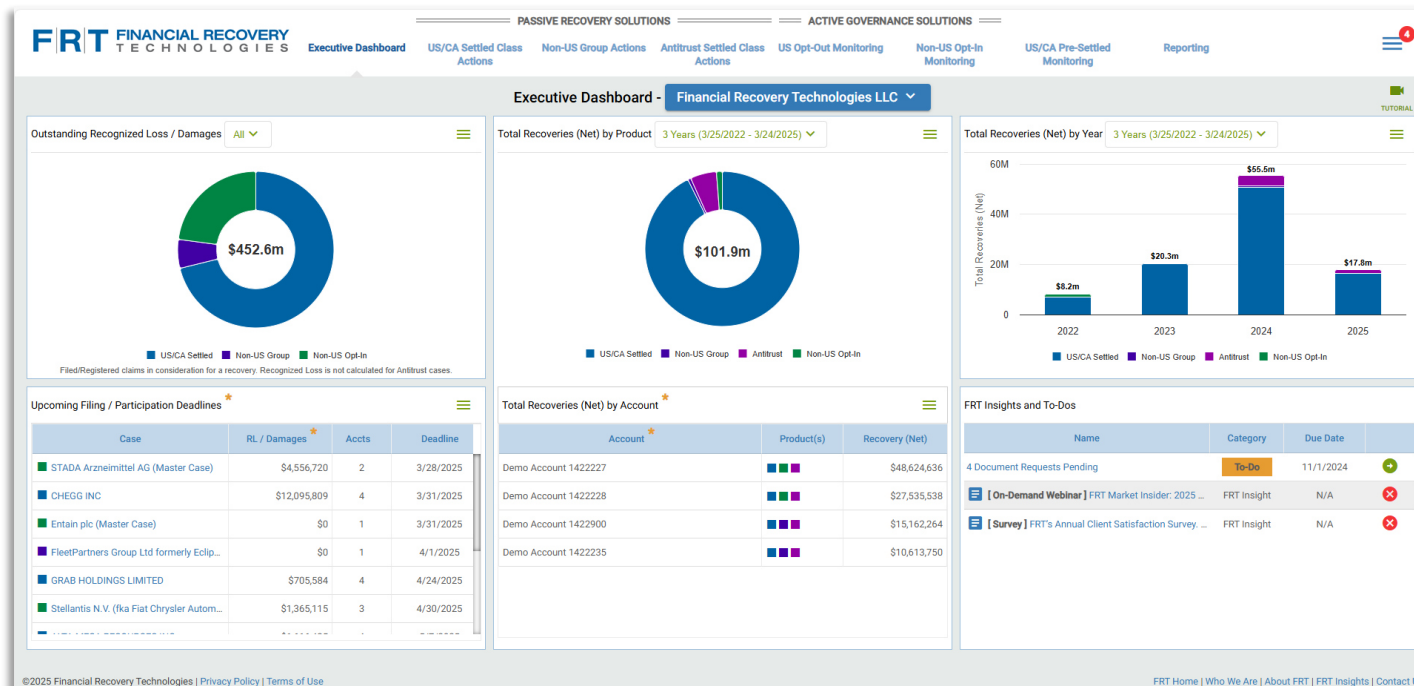 PASSIVE RECOVERY SOLUTIONS ACTIVE GOVERNANCE SOLUTIONS
F|R|T FINANCIAL RECOVERY
TECHNOLOGIES
Executive Dashboard US/CA Settled Class Actions Non-US Group Actions Antitrust Settled Class Actions US Opt-Out Monitoring Non-US Opt-In Monitoring US/CA Pre-Settled Monitoring Reporting
4
Executive Dashboard - Financial Recovery Technologies LLC
TUTORIAL
Outstanding Recognized Loss / Damages All
$452.6m
US/CA Settled Non-US Group Non-US Opt-In
Filed/Registered claims in consideration for a recovery. Recognized Loss is not calculated for Antitrust cases.
Total Recoveries (Net) by Product 3 Years (3/25/2022 - 3/24/2025)
$101.9m
US/CA Settled Non-US Group Antitrust Non-US Opt-In
Total Recoveries (Net) by Year 3 Years (3/25/2022 - 3/24/2025)
Total Recoveries (Net)
60M
40M
20M
0
$8.2m
$20.3m
$55.5m
$17.8m
2022 2023 2024 2025
US/CA Settled Non-US Group Antitrust Non-US Opt-In
Upcoming Filing / Participation Deadlines *
Case RL / Damages * Accts Deadline
STADA Arzneimittel AG (Master Case) $4,556,720 2 3/28/2025
CHEGG INC $12,095,809 4 3/31/2025
Entain plc (Master Case) $0 1 3/31/2025
FleetPartners Group Ltd formerly Eclip... $0 1 4/1/2025
GRAB HOLDINGS LIMITED $705,584 4 4/24/2025
Stellantis N.V. (fka Fiat Chrysler Autom... $1,365,115 3 4/30/2025
Total Recoveries (Net) by Account *
Account * Product(s) Recovery (Net)
Demo Account 1422227 $48,624,636
Demo Account 1422228 $27,535,538
Demo Account 1422900 $15,162,264
Demo Account 1422235 $10,613,750
FRT Insights and To-Dos
Name Category Due Date
4 Document Requests Pending To-Do 11/1/2024
[ On-Demand Webinar ] FRT Market Insider: 2025 ... FRT Insight N/A
[ Survey ] FRT's Annual Client Satisfaction Survey. ... FRT Insight N/A
©2025 Financial Recovery Technologies | Privacy Policy | Terms of Use
FRT Home | Who We Are | About FRT | FRT Insights | Contact